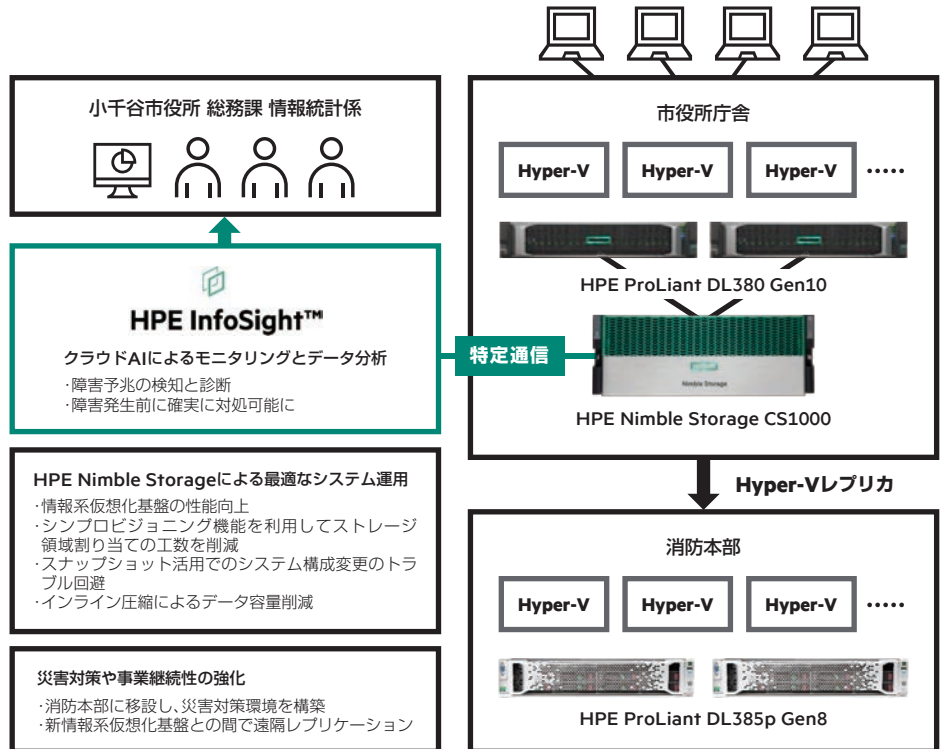 小千谷市役所 総務課 情報統計係
HPE InfoSight™
クラウドAIによるモニタリングとデータ分析
・障害予兆の検知と診断
・障害発生前に確実に対処可能に
特定通信
HPE Nimble Storageによる最適なシステム運用
・情報系仮想化基盤の性能向上
・シンプロビジョニング機能を利用してストレージ
領域割り当ての工数を削減
・スナップショット活用でのシステム構成変更のトラ
ブル回避
・インライン圧縮によるデータ容量削減
災害対策や事業継続性の強化
・消防本部に移設し、災害対策環境を構築
・新情報系仮想化基盤との間で遠隔レプリケーション
市役所庁舎
Hyper-V Hyper-V Hyper-V ·····
HPE ProLiant DL380 Gen10
Nimble Storage
HPE Nimble Storage CS1000
Hyper-Vレプリカ
消防本部
Hyper-V Hyper-V Hyper-V ·····
HPE ProLiant DL385p Gen8